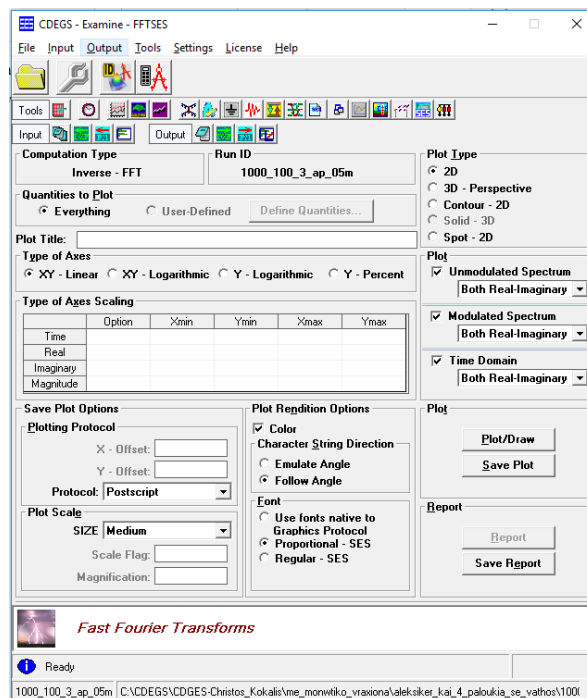 CDEGS - Examine - FFTSES
File Input Output Tools Settings License Help
Tools
Input Output
Computation Type
Inverse - FFT
Run ID
1000_100_3_ap_05m
Plot Type
2D
3D - Perspective
Contour - 2D
Solid - 3D
Spot - 2D
Quantities to Plot
Everything User-Defined Define Quantities...
Plot Title:
Type of Axes
XY - Linear XY - Logarithmic Y - Logarithmic Y - Percent
Plot
Unmodulated Spectrum
Both Real-Imaginary
Modulated Spectrum
Both Real-Imaginary
Time Domain
Both Real-Imaginary
Type of Axes Scaling
Option Xmin Ymin Xmax Ymax
Time
Real
Imaginary
Magnitude
Save Plot Options
Plotting Protocol
X - Offset:
Y - Offset:
Protocol: Postscript
Plot Scale
SIZE Medium
Scale Flag:
Magnification:
Plot Rendition Options
Color
Character String Direction
Emulate Angle
Follow Angle
Font
Use fonts native to
Graphics Protocol
Proportional - SES
Regular - SES
Plot
Plot/Draw
Save Plot
Report
Report
Save Report
Fast Fourier Transforms
Ready
1000_100_3_ap_05m C:\CDEGS\CDGES-Christos_Kokalis\me_monwtiko_vraxiona\aleksiker_kai_4_paloukia_se_vathos\100